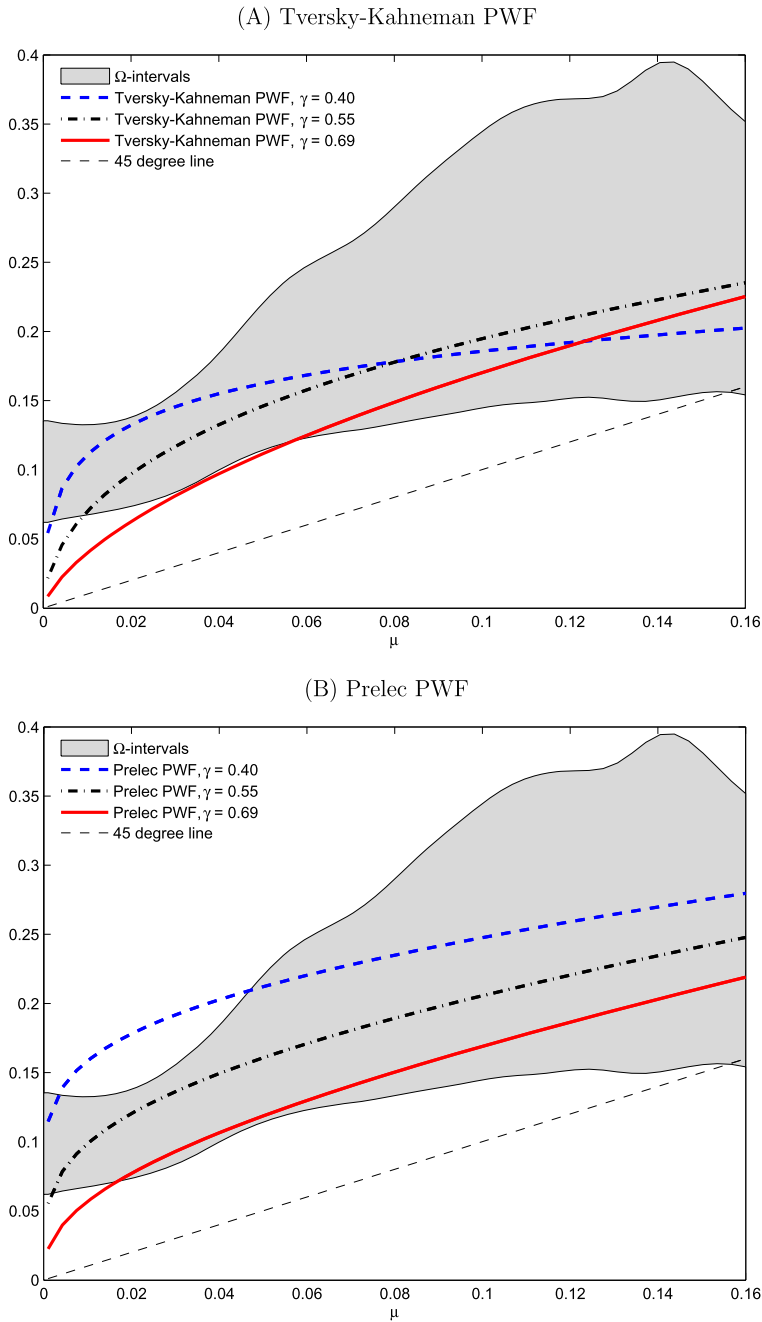 (A) Tversky-Kahneman PWF
0.4
0.35
0.3
0.25
0.2
0.15
0.1
0.05
0
Ω-intervals
Tversky-Kahneman PWF, γ = 0.40
Tversky-Kahneman PWF, γ = 0.55
Tversky-Kahneman PWF, γ = 0.69
45 degree line
0 0.02 0.04 0.06 0.08 0.1 0.12 0.14 0.16
μ
(B) Prelec PWF
0.4
0.35
0.3
0.25
0.2
0.15
0.1
0.05
0
Ω-intervals
Prelec PWF, γ = 0.40
Prelec PWF, γ = 0.55
Prelec PWF, γ = 0.69
45 degree line
0 0.02 0.04 0.06 0.08 0.1 0.12 0.14 0.16
μ